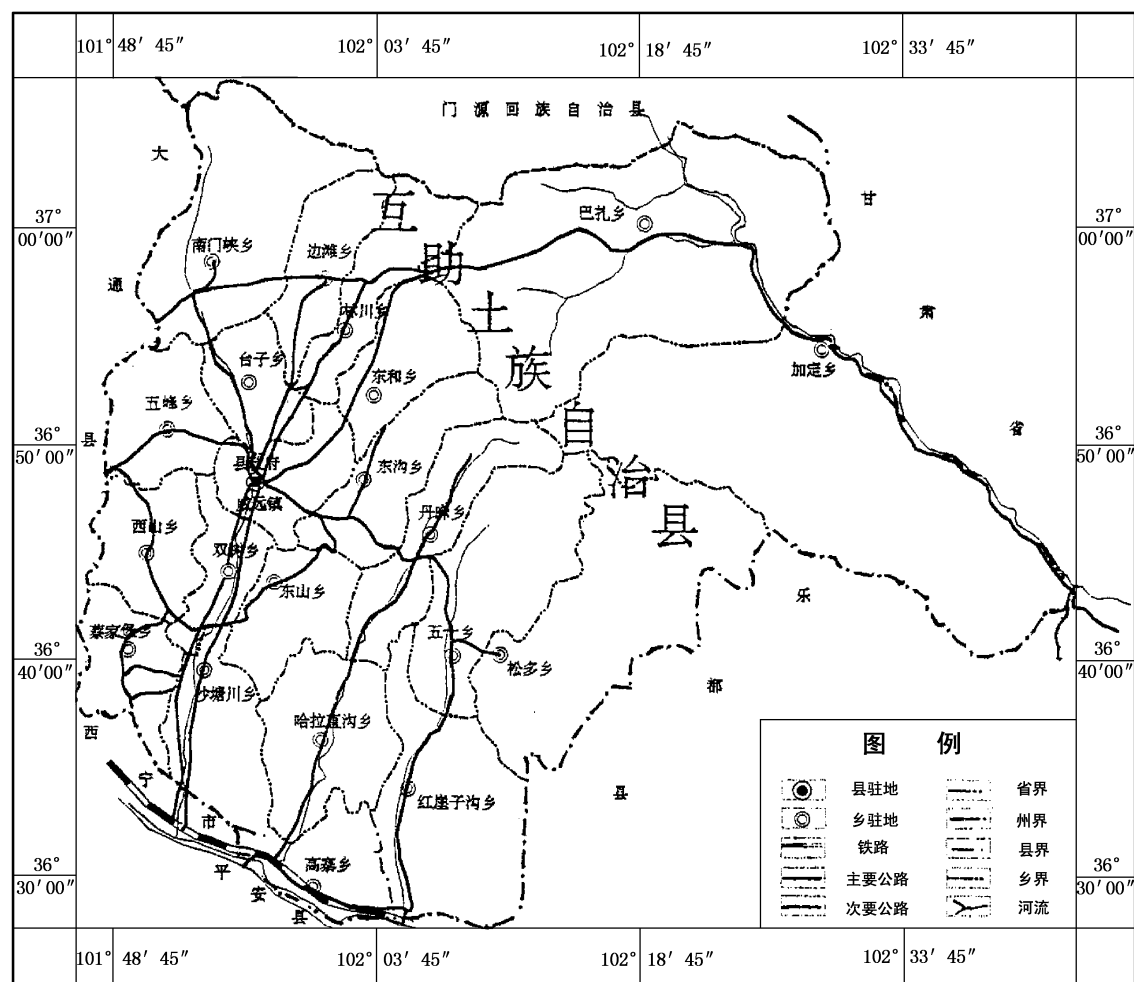 101° 48′ 45″
102° 03′ 45″
102° 18′ 45″
102° 33′ 45″
门源回族自治县
大
通
县
甘
肃
省
互
助
土
族
自
治
县
37°
00′00″
37°
00′00″
巴扎乡
南门峡乡
边滩乡
林川乡
台子乡
东和乡
加定乡
五峰乡
36°
50′00″
36°
50′00″
县政府
威远镇
东沟乡
丹麻乡
西山乡
双树乡
东山乡
蔡家堡乡
五十乡
松多乡
36°
40′00″
36°
40′00″
沙塘川乡
哈拉直沟乡
红崖子沟乡
高寨乡
乐
都
县
西
宁
市
平
安
县
36°
30′00″
36°
30′00″
图 例
县驻地
乡驻地
铁路
主要公路
次要公路
省界
州界
县界
乡界
河流
101° 48′ 45″
102° 03′ 45″
102° 18′ 45″
102° 33′ 45″